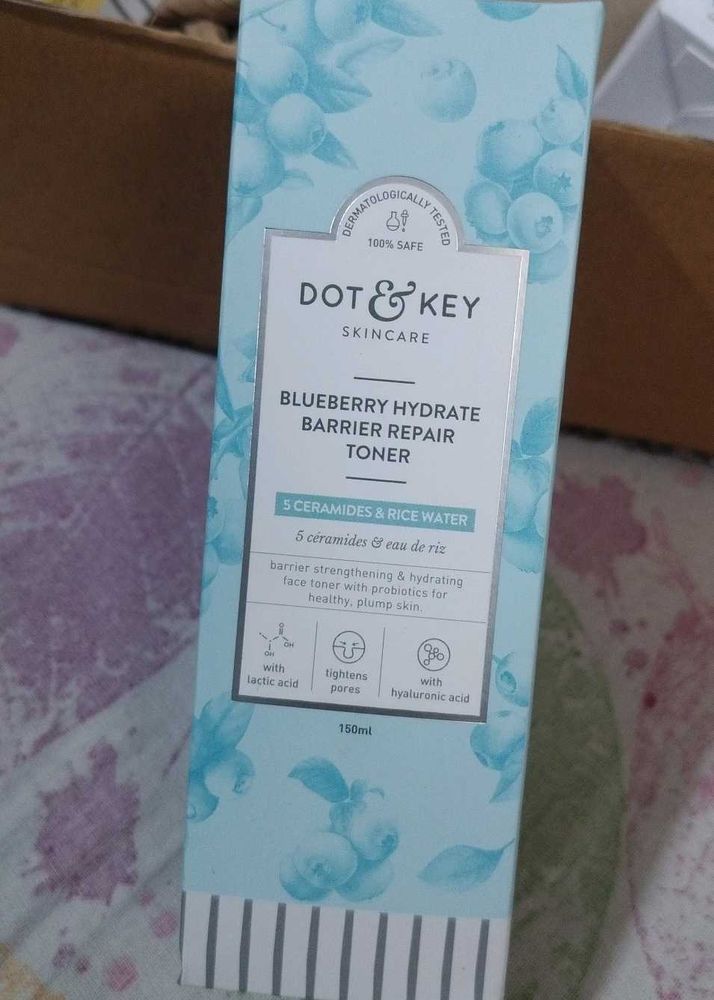 DERMATOLOGICALLY TESTED
100% SAFE
DOT & KEY
SKINCARE
BLUEBERRY HYDRATE
BARRIER REPAIR
TONER
5 CERAMIDES & RICE WATER
5 céramides & eau de riz
barrier strengthening & hydrating
face toner with probiotics for
healthy, plump skin.
O
OH
OH
with
lactic acid
tightens
pores
with
hyaluronic acid
150ml